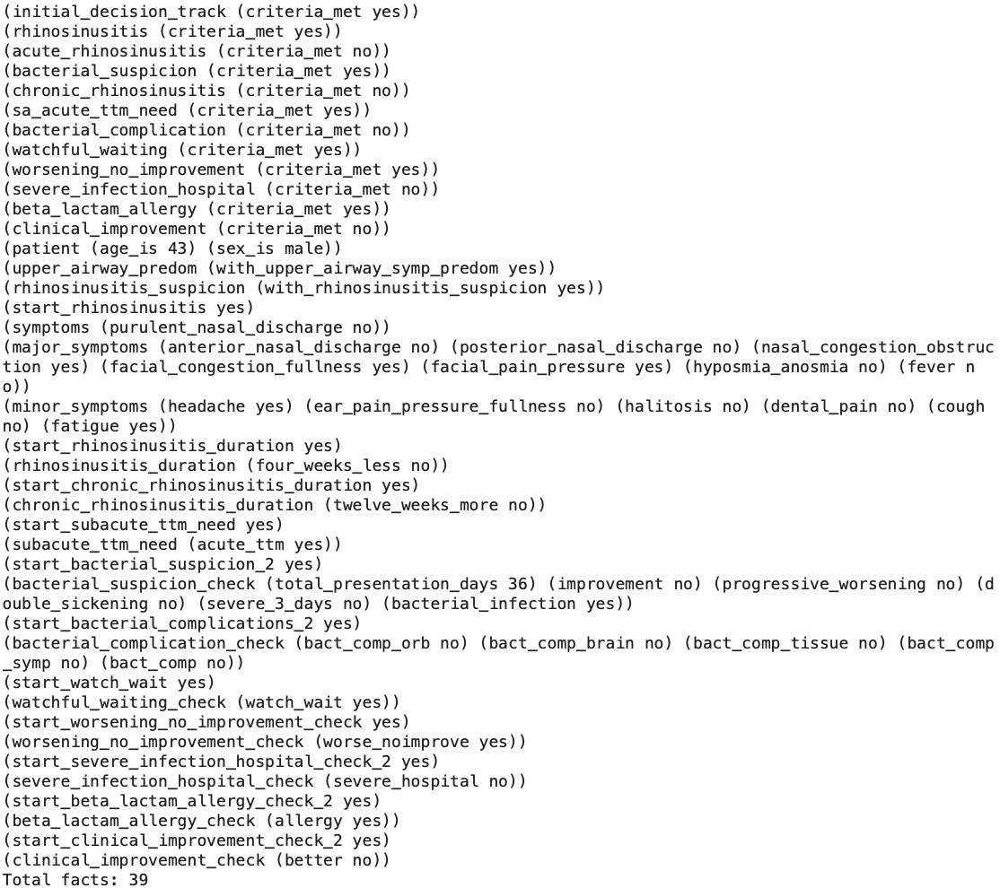 (initial_decision_track (criteria_met yes))
(rhinosinusitis (criteria_met yes))
(acute_rhinosinusitis (criteria_met no))
(bacterial_suspicion (criteria_met yes))
(chronic_rhinosinusitis (criteria_met no))
(sa_acute_ttm_need (criteria_met yes))
(bacterial_complication (criteria_met no))
(watchful_waiting (criteria_met yes))
(worsening_no_improvement (criteria_met yes))
(severe_infection_hospital (criteria_met no))
(beta_lactam_allergy (criteria_met yes))
(clinical_improvement (criteria_met no))
(patient (age_is 43) (sex_is male))
(upper_airway_predom (with_upper_airway_symp_predom yes))
(rhinosinusitis_suspicion (with_rhinosinusitis_suspicion yes))
(start_rhinosinusitis yes)
(symptoms (purulent_nasal_discharge no))
(major_symptoms (anterior_nasal_discharge no) (posterior_nasal_discharge no) (nasal_congestion_obstruc
tion yes) (facial_congestion_fullness yes) (facial_pain_pressure yes) (hyposmia_anosmia no) (fever n
o))
(minor_symptoms (headache yes) (ear_pain_pressure_fullness no) (halitosis no) (dental_pain no) (cough
no) (fatigue yes))
(start_rhinosinusitis_duration yes)
(rhinosinusitis_duration (four_weeks_less no))
(start_chronic_rhinosinusitis_duration yes)
(chronic_rhinosinusitis_duration (twelve_weeks_more no))
(start_subacute_ttm_need yes)
(subacute_ttm_need (acute_ttm yes))
(start_bacterial_suspicion_2 yes)
(bacterial_suspicion_check (total_presentation_days 36) (improvement no) (progressive_worsening no) (d
ouble_sickening no) (severe_3_days no) (bacterial_infection yes))
(start_bacterial_complications_2 yes)
(bacterial_complication_check (bact_comp_orb no) (bact_comp_brain no) (bact_comp_tissue no) (bact_comp
_symp no) (bact_comp no))
(start_watch_wait yes)
(watchful_waiting_check (watch_wait yes))
(start_worsening_no_improvement_check yes)
(worsening_no_improvement_check (worse_noimprove yes))
(start_severe_infection_hospital_check_2 yes)
(severe_infection_hospital_check (severe_hospital no))
(start_beta_lactam_allergy_check_2 yes)
(beta_lactam_allergy_check (allergy yes))
(start_clinical_improvement_check_2 yes)
(clinical_improvement_check (better no))
Total facts: 39